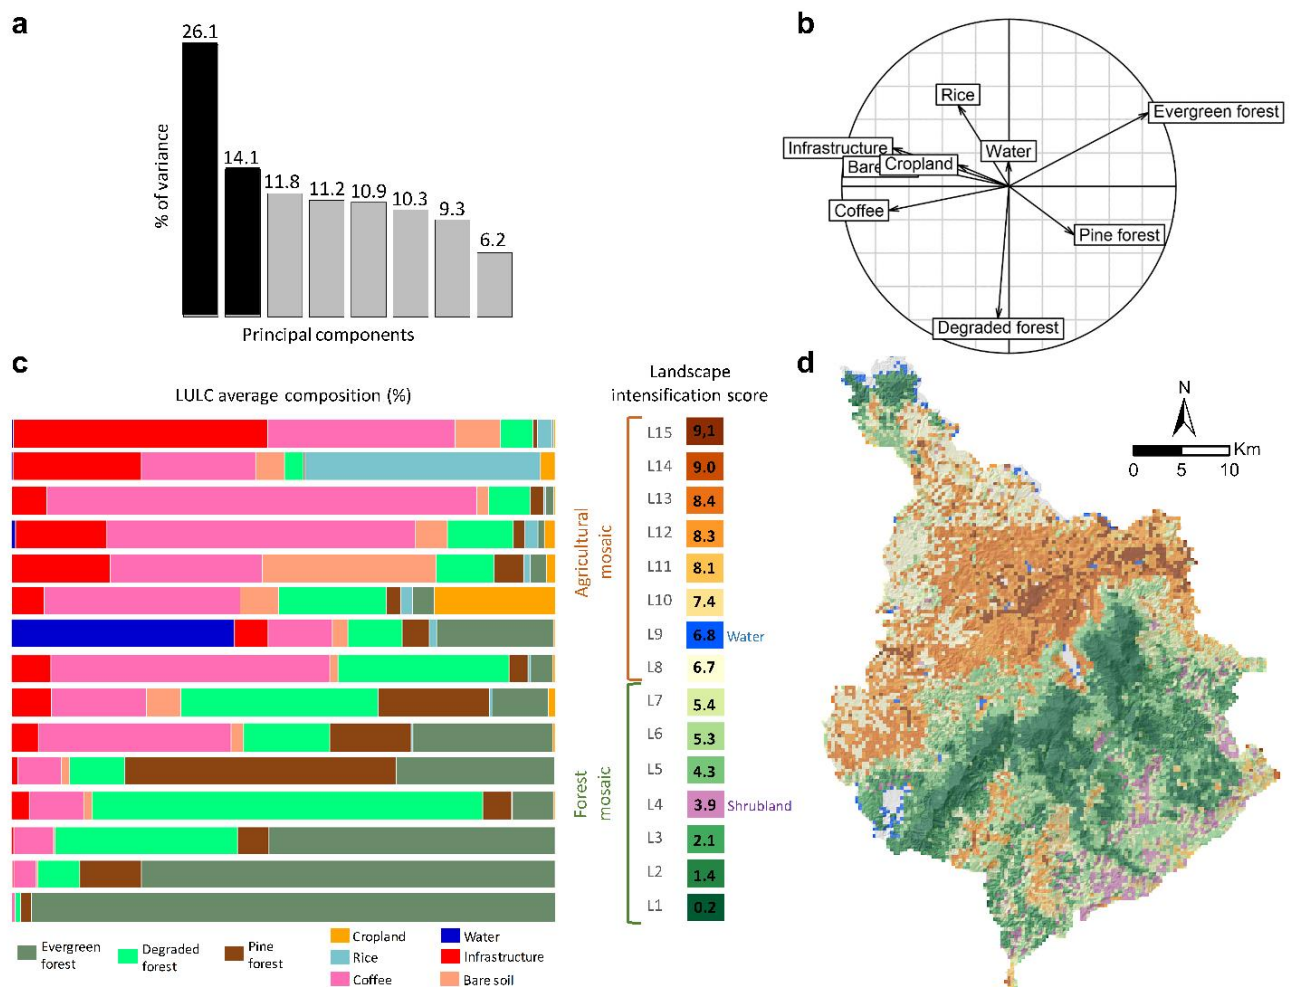 a
26.1
14.1
11.8
11.2
10.9
10.3
9.3
6.2
% of variance
Principal components
b
Rice
Evergreen forest
Infrastructure
Water
Bare
Cropland
Coffee
Pine forest
Degraded forest
c
LULC average composition (%)
Landscape
intensification score
L15 9,1
L14 9.0
L13 8.4
L12 8.3
L11 8.1
L10 7.4
L9 6.8 Water
L8 6.7
L7 5.4
L6 5.3
L5 4.3
L4 3.9 Shrubland
L3 2.1
L2 1.4
L1 0.2
Agricultural
mosaic
Forest
mosaic
Evergreen
forest
Degraded
forest
Pine
forest
Cropland
Rice
Coffee
Water
Infrastructure
Bare soil
d
N
Km
0 5 10